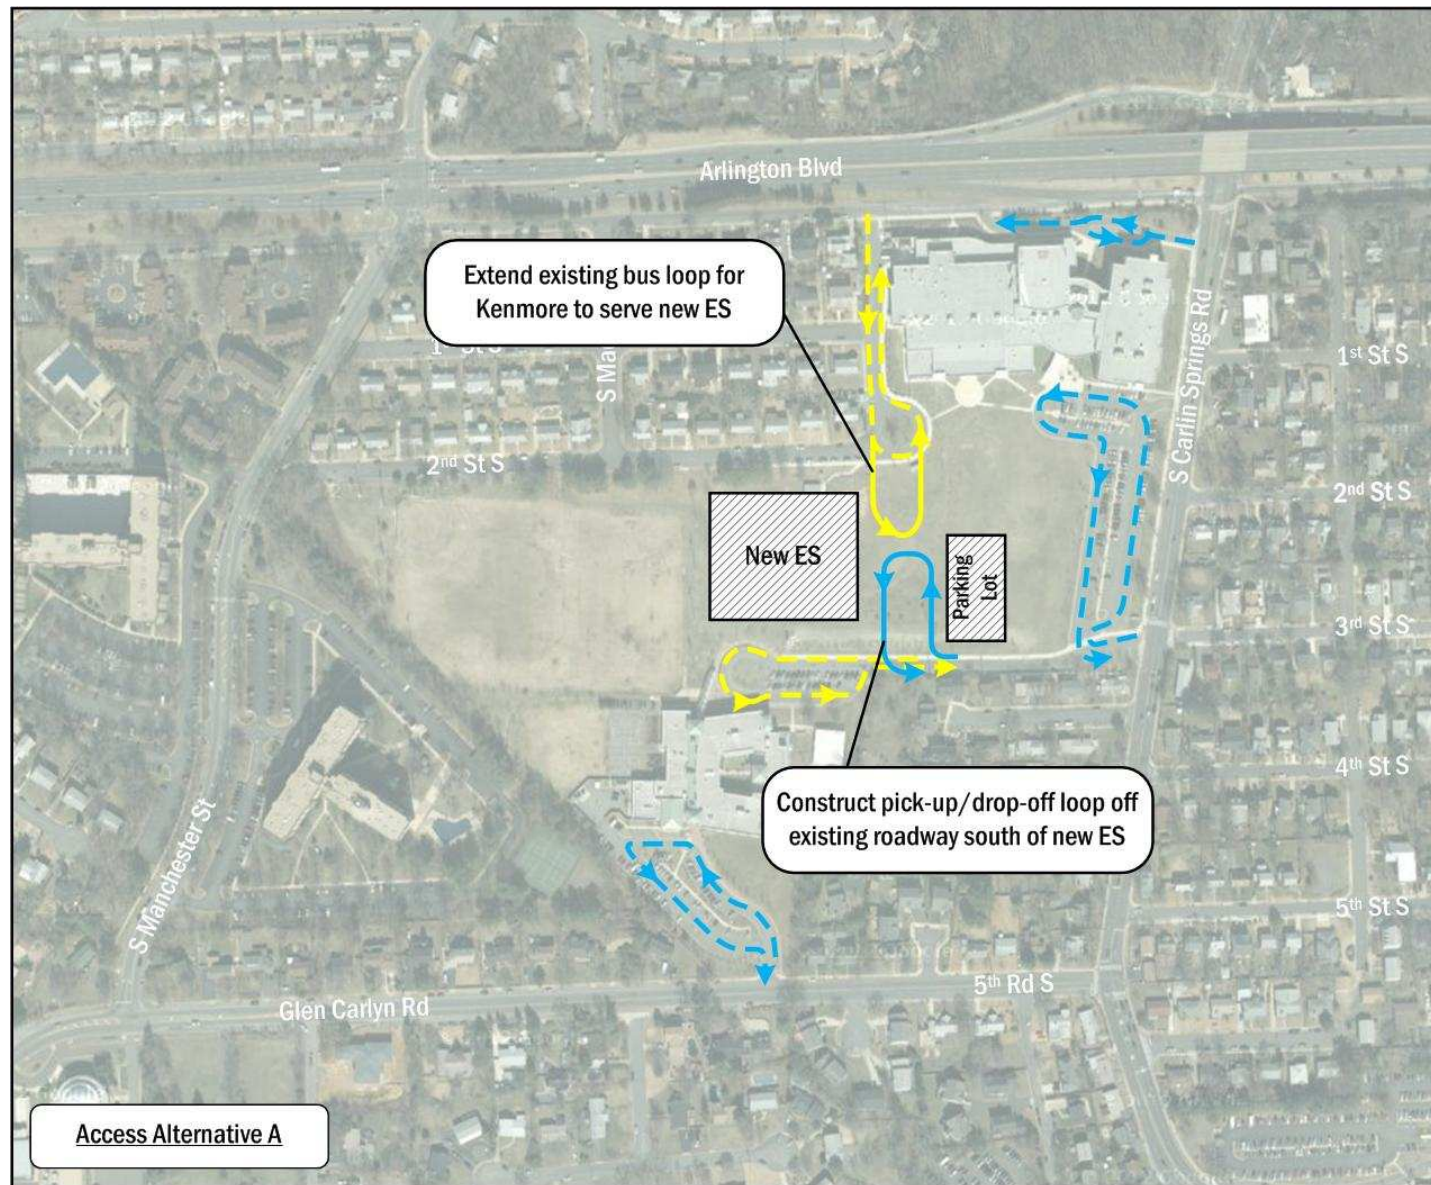 Arlington Blvd
Extend existing bus loop for
Kenmore to serve new ES
1st St S
S Ma
S Carlin Springs Rd
1st St S
2nd St S
2nd St S
New ES
Parking
Lot
3rd St S
4th St S
Construct pick-up/drop-off loop off
existing roadway south of new ES
S Manchester St
5th St S
5th Rd S
Glen Carlyn Rd
Access Alternative A